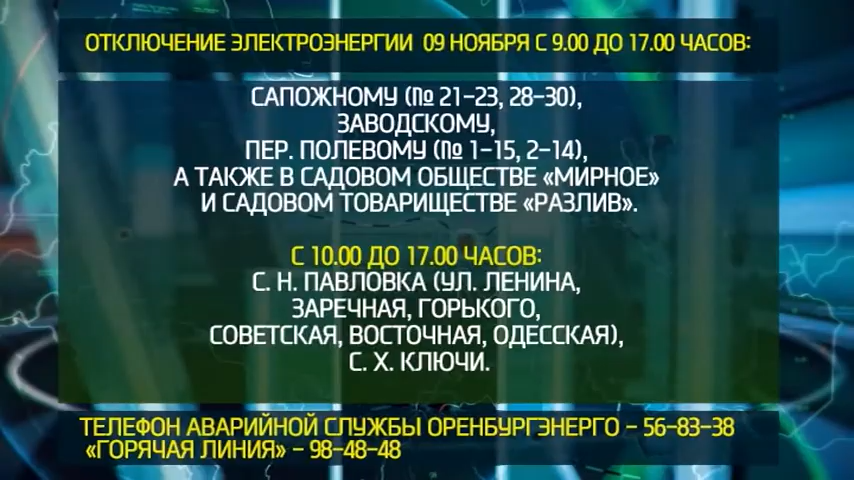 ОТКЛЮЧЕНИЕ ЭЛЕКТРОЭНЕРГИИ 09 НОЯБРЯ С 9.00 ДО 17.00 ЧАСОВ:
САПОЖНОМУ (№ 21-23, 28-30),
ЗАВОДСКОМУ,
ПЕР. ПОЛЕВОМУ (№ 1-15, 2-14),
А ТАКЖЕ В САДОВОМ ОБЩЕСТВЕ «МИРНОЕ»
И САДОВОМ ТОВАРИЩЕСТВЕ «РАЗЛИВ».
С 10.00 ДО 17.00 ЧАСОВ:
С. Н. ПАВЛОВКА (УЛ. ЛЕНИНА,
ЗАРЕЧНАЯ, ГОРЬКОГО,
СОВЕТСКАЯ, ВОСТОЧНАЯ, ОДЕССКАЯ),
С. Х. КЛЮЧИ.
ТЕЛЕФОН АВАРИЙНОЙ СЛУЖБЫ ОРЕНБУРГЭНЕРГО - 56-83-38
«ГОРЯЧАЯ ЛИНИЯ» - 98-48-48